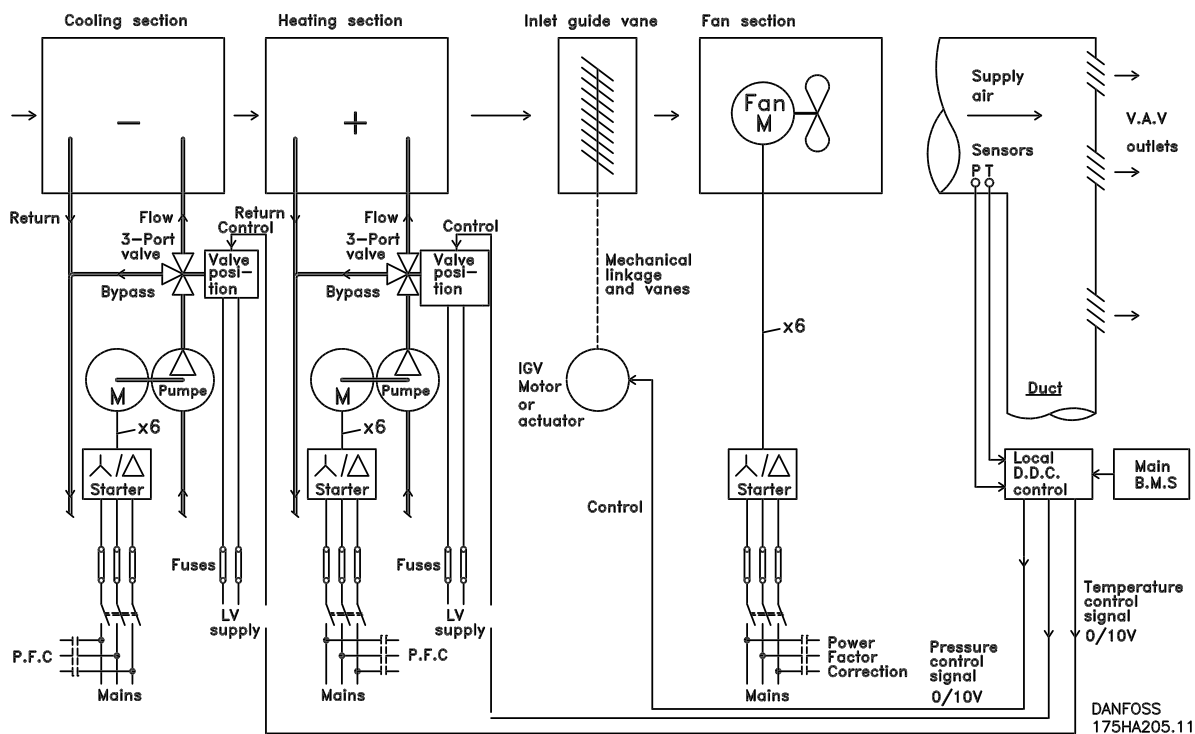 Cooling section
Heating section
Inlet guide vane
Fan section
−
+
Fan
M
Supply
air
V.A.V
outlets
Sensors
P T
Return
Flow
Return
Control
3-Port
valve
Valve
posi-
tion
Bypass
Flow
Control
3-Port
valve
Valve
posi-
tion
Bypass
Mechanical
linkage
and vanes
x6
M
Pumpe
M
Pumpe
IGV
Motor
or
actuator
Duct
x6
x6
Starter
Starter
Starter
Local
D.D.C.
control
Main
B.M.S
Control
Fuses
Fuses
LV
supply
LV
supply
P.F.C
P.F.C
Mains
Mains
Mains
Power
Factor
Correction
Pressure
control
signal
0/10V
Temperature
control
signal
0/10V
DANFOSS
175HA205.11